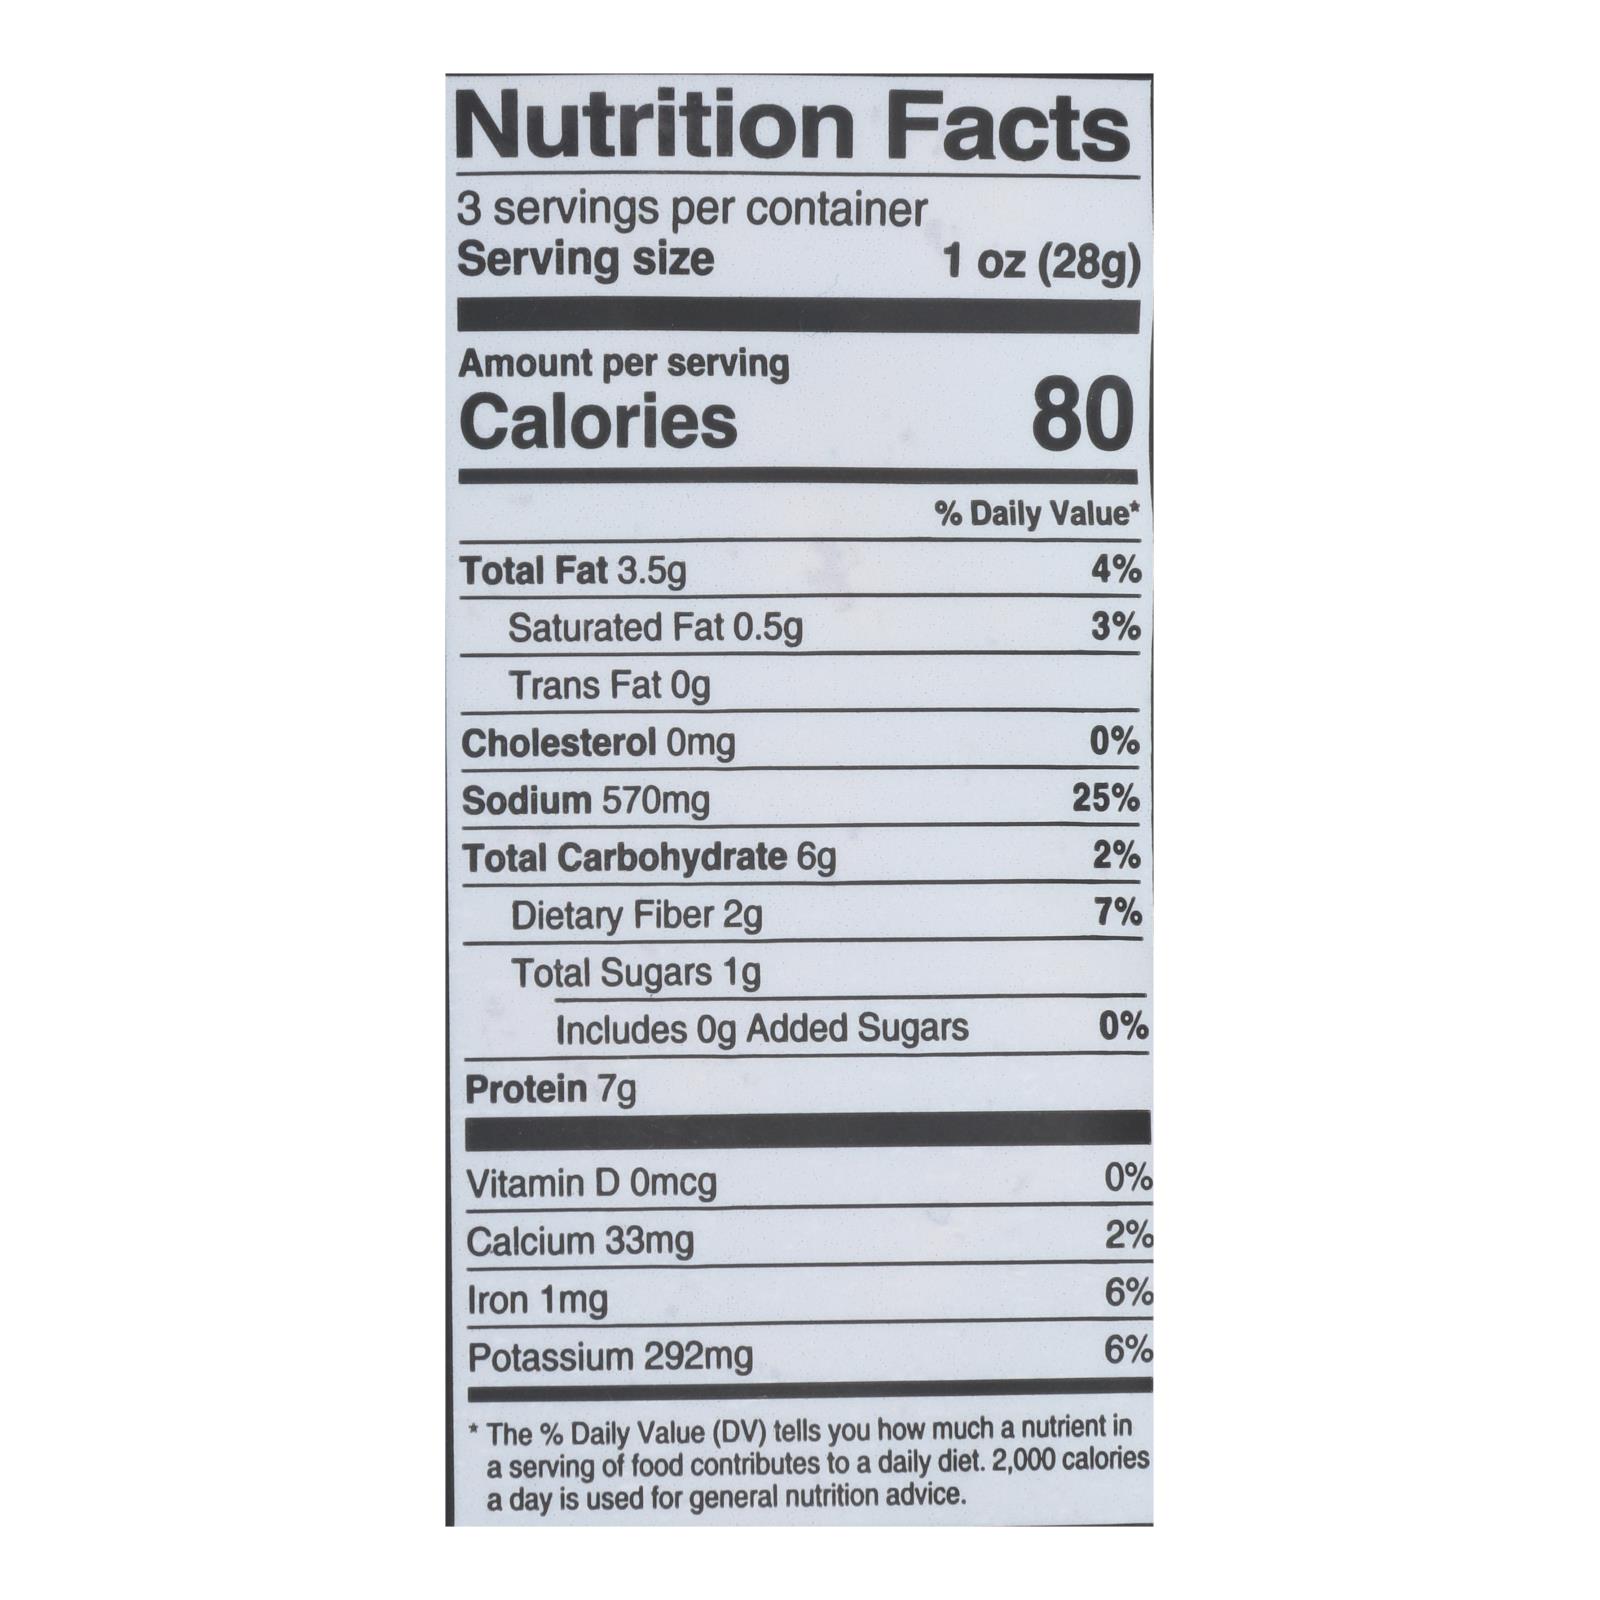 Nutrition Facts
3 servings per container
Serving size 1 oz (28g)
Amount per serving
Calories 80
% Daily Value*
Total Fat 3.5g 4%
Saturated Fat 0.5g 3%
Trans Fat 0g
Cholesterol 0mg 0%
Sodium 570mg 25%
Total Carbohydrate 6g 2%
Dietary Fiber 2g 7%
Total Sugars 1g
Includes 0g Added Sugars 0%
Protein 7g
Vitamin D 0mcg 0%
Calcium 33mg 2%
Iron 1mg 6%
Potassium 292mg 6%
* The % Daily Value (DV) tells you how much a nutrient in
a serving of food contributes to a daily diet. 2,000 calories
a day is used for general nutrition advice.